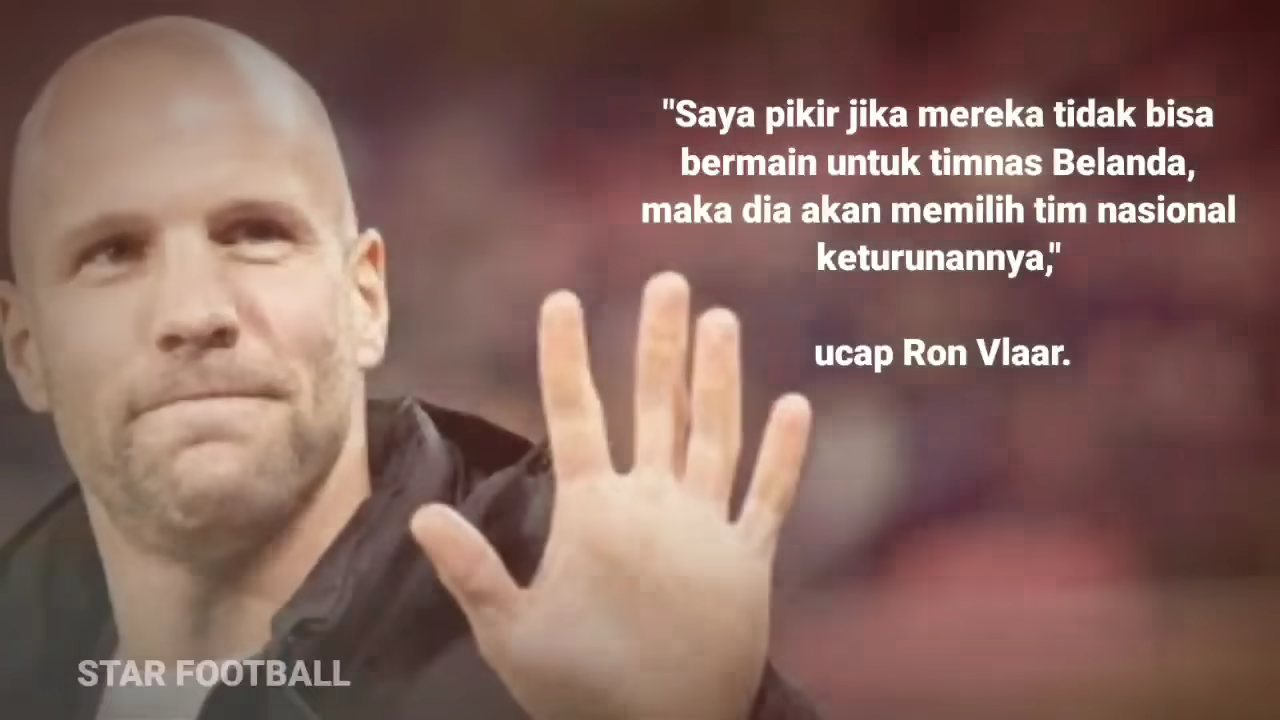 "Saya pikir jika mereka tidak bisa
bermain untuk timnas Belanda,
maka dia akan memilih tim nasional
keturunannya,"
ucap Ron Vlaar.
STAR FOOTBALL